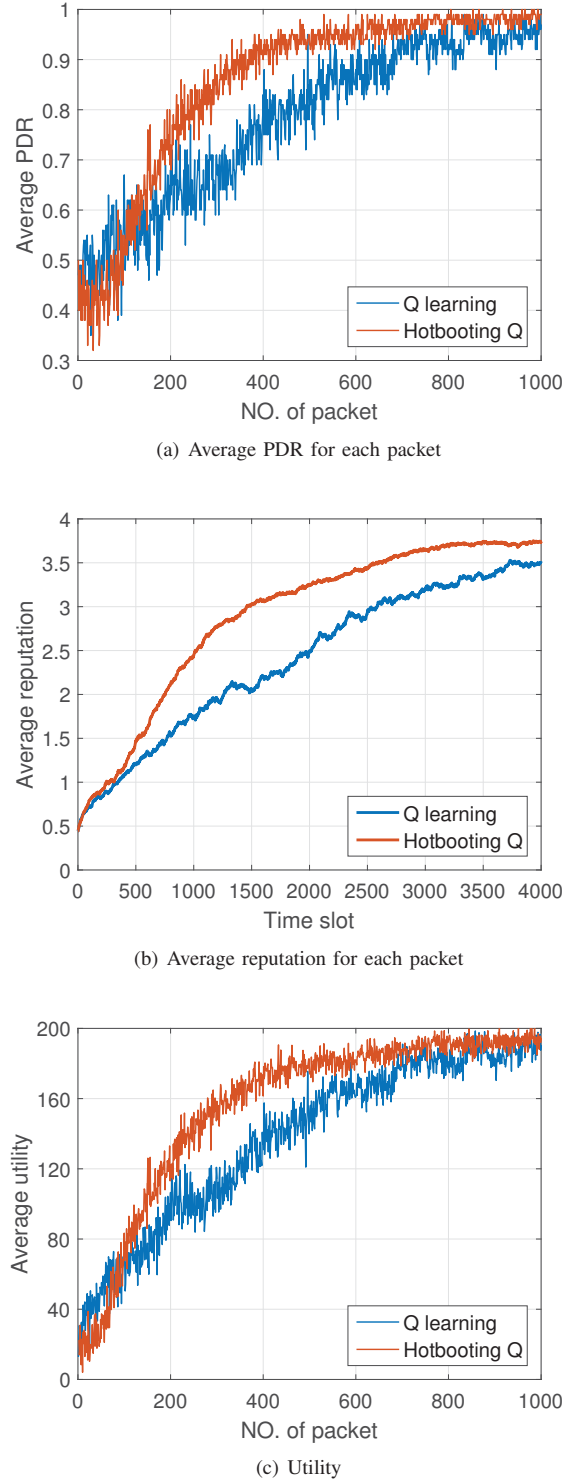 1
0.9
0.8
0.7
0.6
0.5
0.4
0.3
Average PDR
Q learning
Hotbooting Q
0 200 400 600 800 1000
NO. of packet
(a) Average PDR for each packet
4
3.5
3
2.5
2
1.5
1
0.5
0
Average reputation
Q learning
Hotbooting Q
0 500 1000 1500 2000 2500 3000 3500 4000
Time slot
(b) Average reputation for each packet
200
160
120
80
40
0
Average utility
Q learning
Hotbooting Q
0 200 400 600 800 1000
NO. of packet
(c) Utility